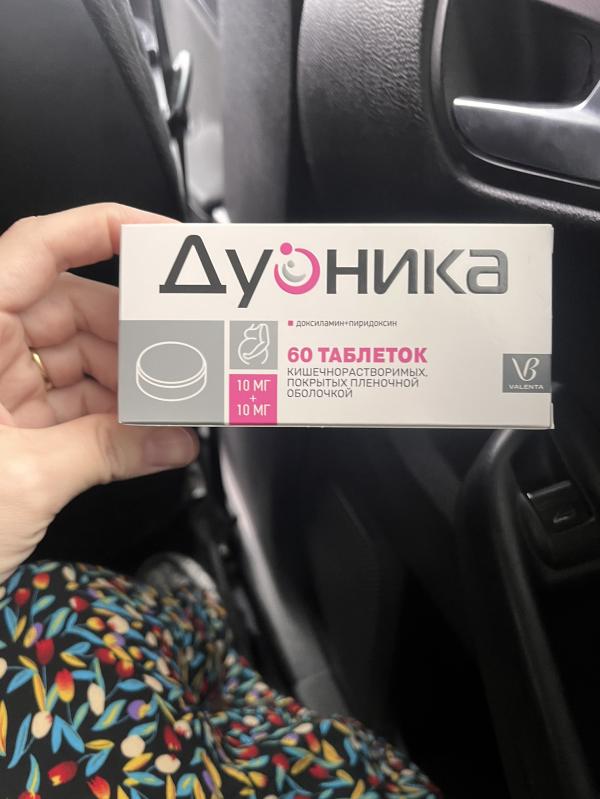 Дуоника
доксиламин+пиридоксин
60 ТАБЛЕТОК
КИШЕЧНОРАСТВОРИМЫХ,
ПОКРЫТЫХ ПЛЕНОЧНОЙ
ОБОЛОЧКОЙ
10 МГ
+
10 МГ
VALENTA